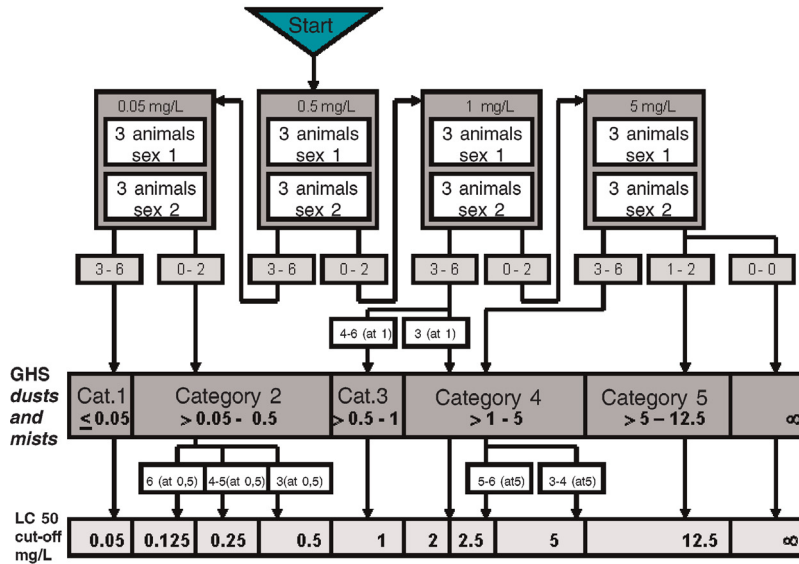 Start
0.05 mg/L
0.5 mg/L
1 mg/L
5 mg/L
3 animals
sex 1
3 animals
sex 1
3 animals
sex 1
3 animals
sex 1
3 animals
sex 2
3 animals
sex 2
3 animals
sex 2
3 animals
sex 2
3 - 6
0 - 2
3 - 6
0 - 2
3 - 6
0 - 2
3 - 6
1 - 2
0 - 0
4-6 (at 1)
3 (at 1)
GHS
dusts
and
mists
Cat.1
≤ 0.05
Category 2
> 0.05 - 0.5
Cat.3
> 0.5 - 1
Category 4
> 1 - 5
Category 5
> 5 – 12.5
∞
6 (at 0,5)
4-5(at 0,5)
3(at 0,5)
5-6 (at5)
3-4 (at5)
LC 50
cut-off
mg/L
0.05
0.125
0.25
0.5
1
2
2.5
5
12.5
∞